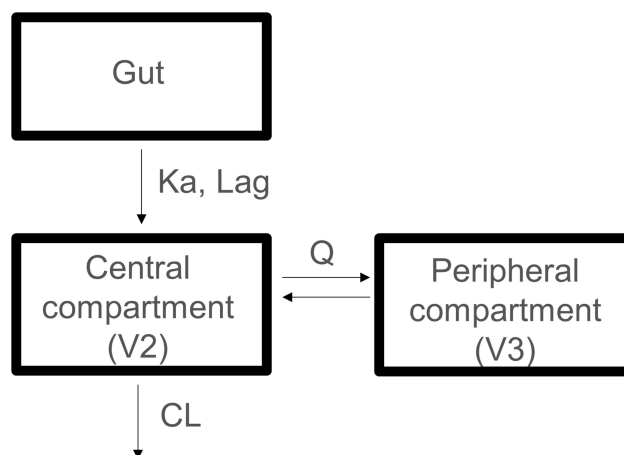 Gut
Ka, Lag
Central
compartment
(V2)
Q
Peripheral
compartment
(V3)
CL